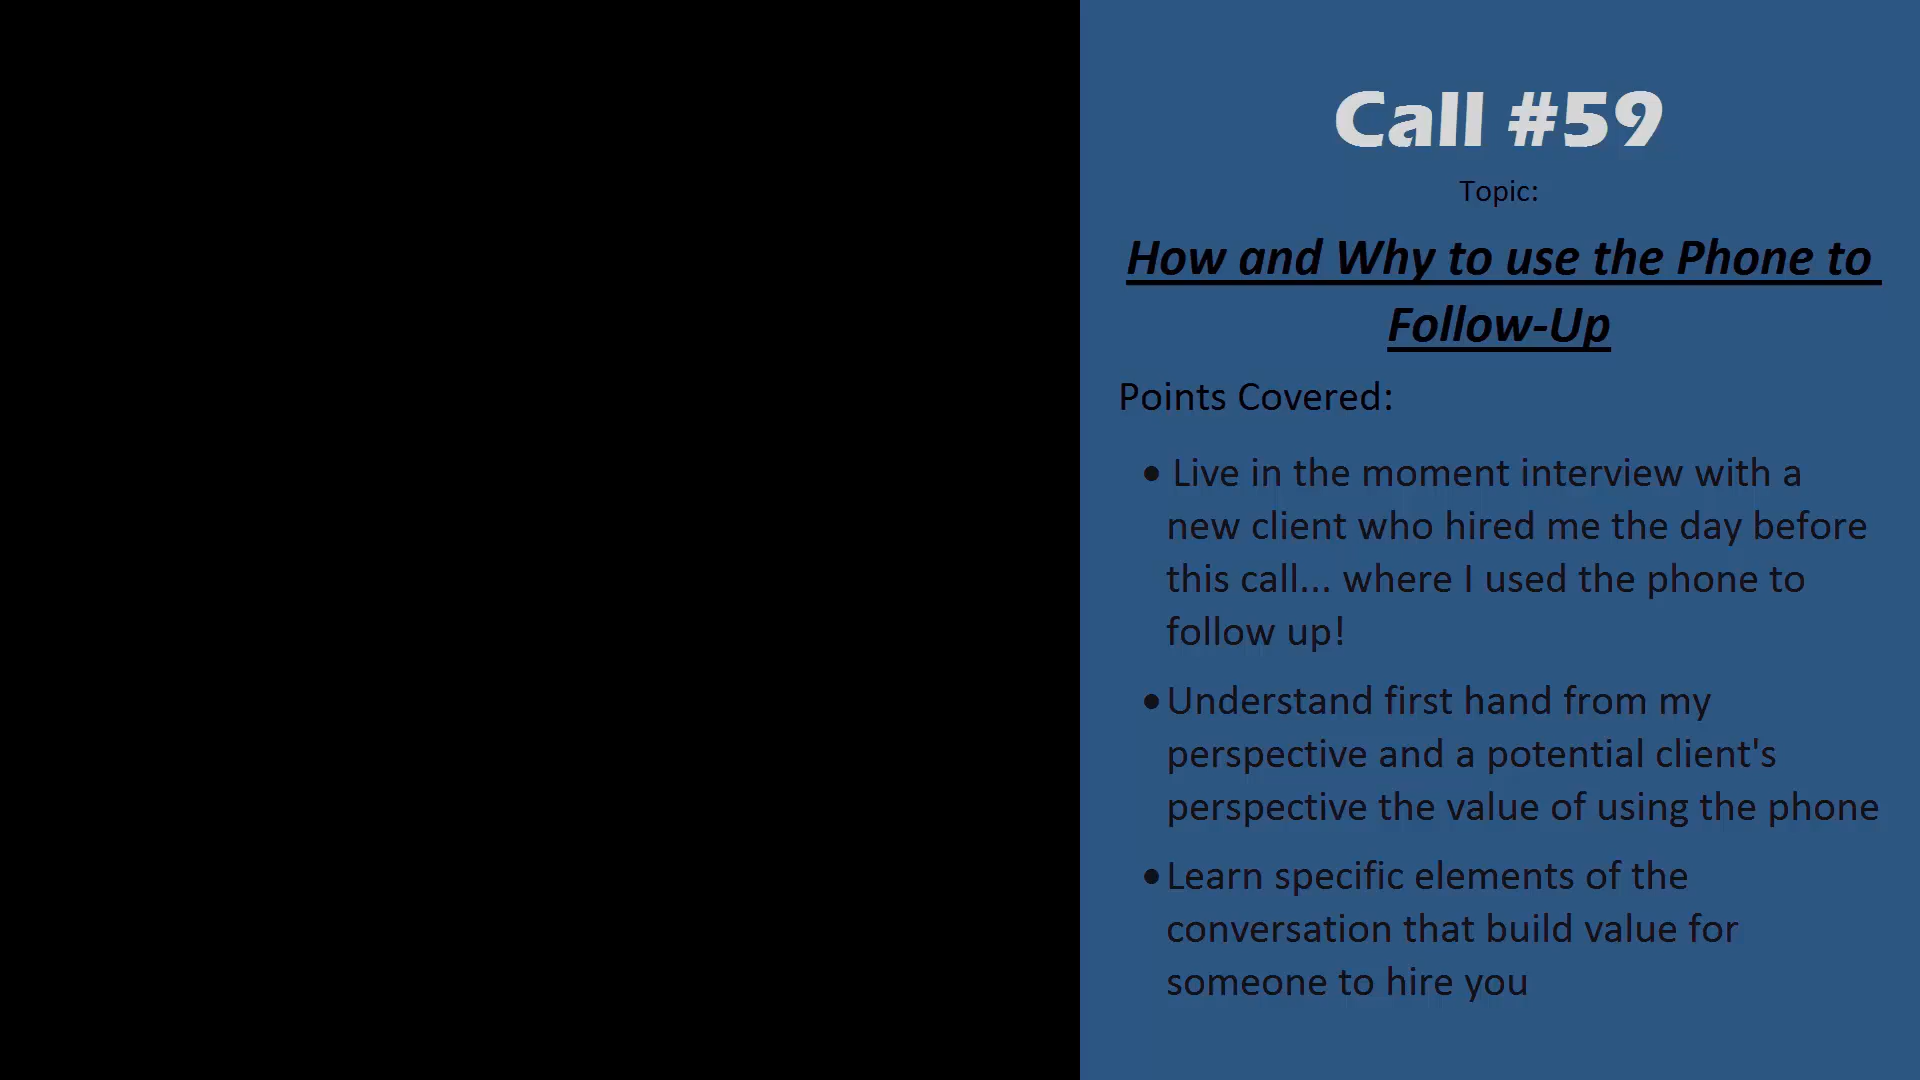 Call #59
Topic:
How and Why to use the Phone to
Follow-Up
Points Covered:
• Live in the moment interview with a
new client who hired me the day before
this call... where I used the phone to
follow up!
• Understand first hand from my
perspective and a potential client's
perspective the value of using the phone
• Learn specific elements of the
conversation that build value for
someone to hire you